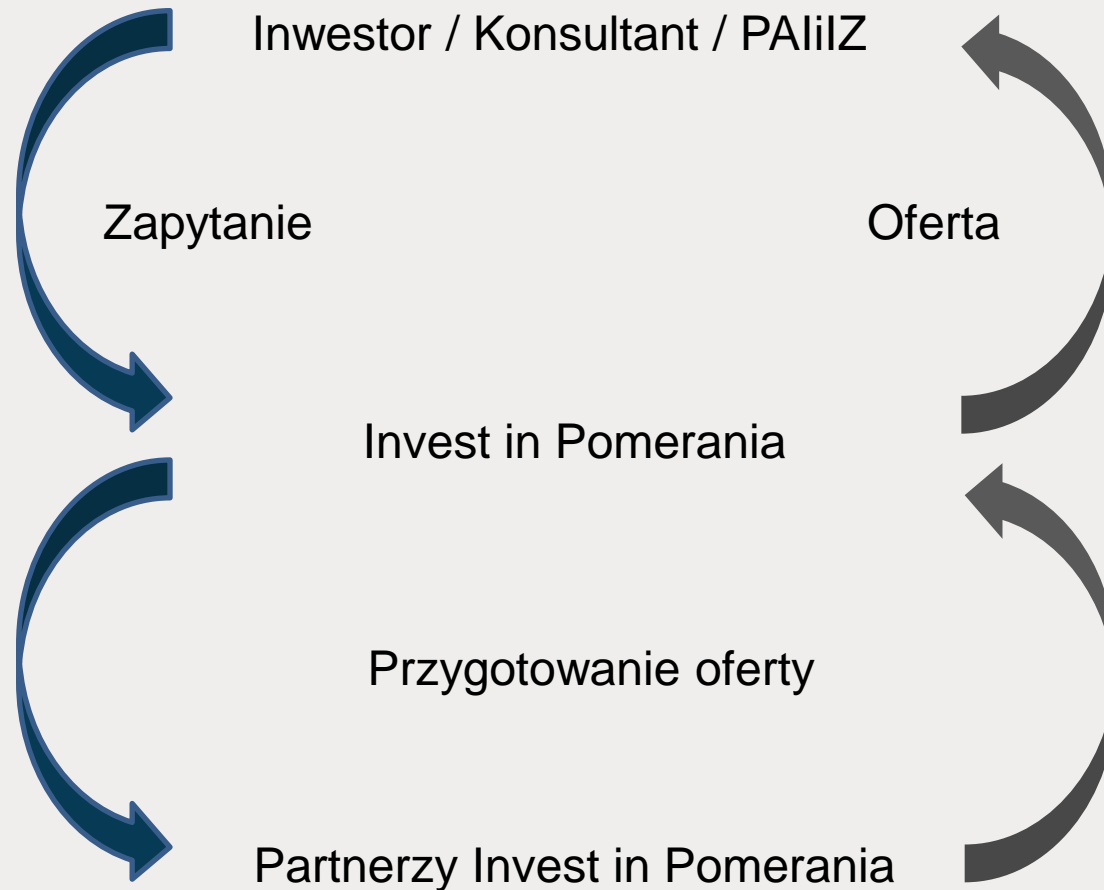 Inwestor / Konsultant / PAIiIZ
Zapytanie
Oferta
Invest in Pomerania
Przygotowanie oferty
Partnerzy Invest in Pomerania